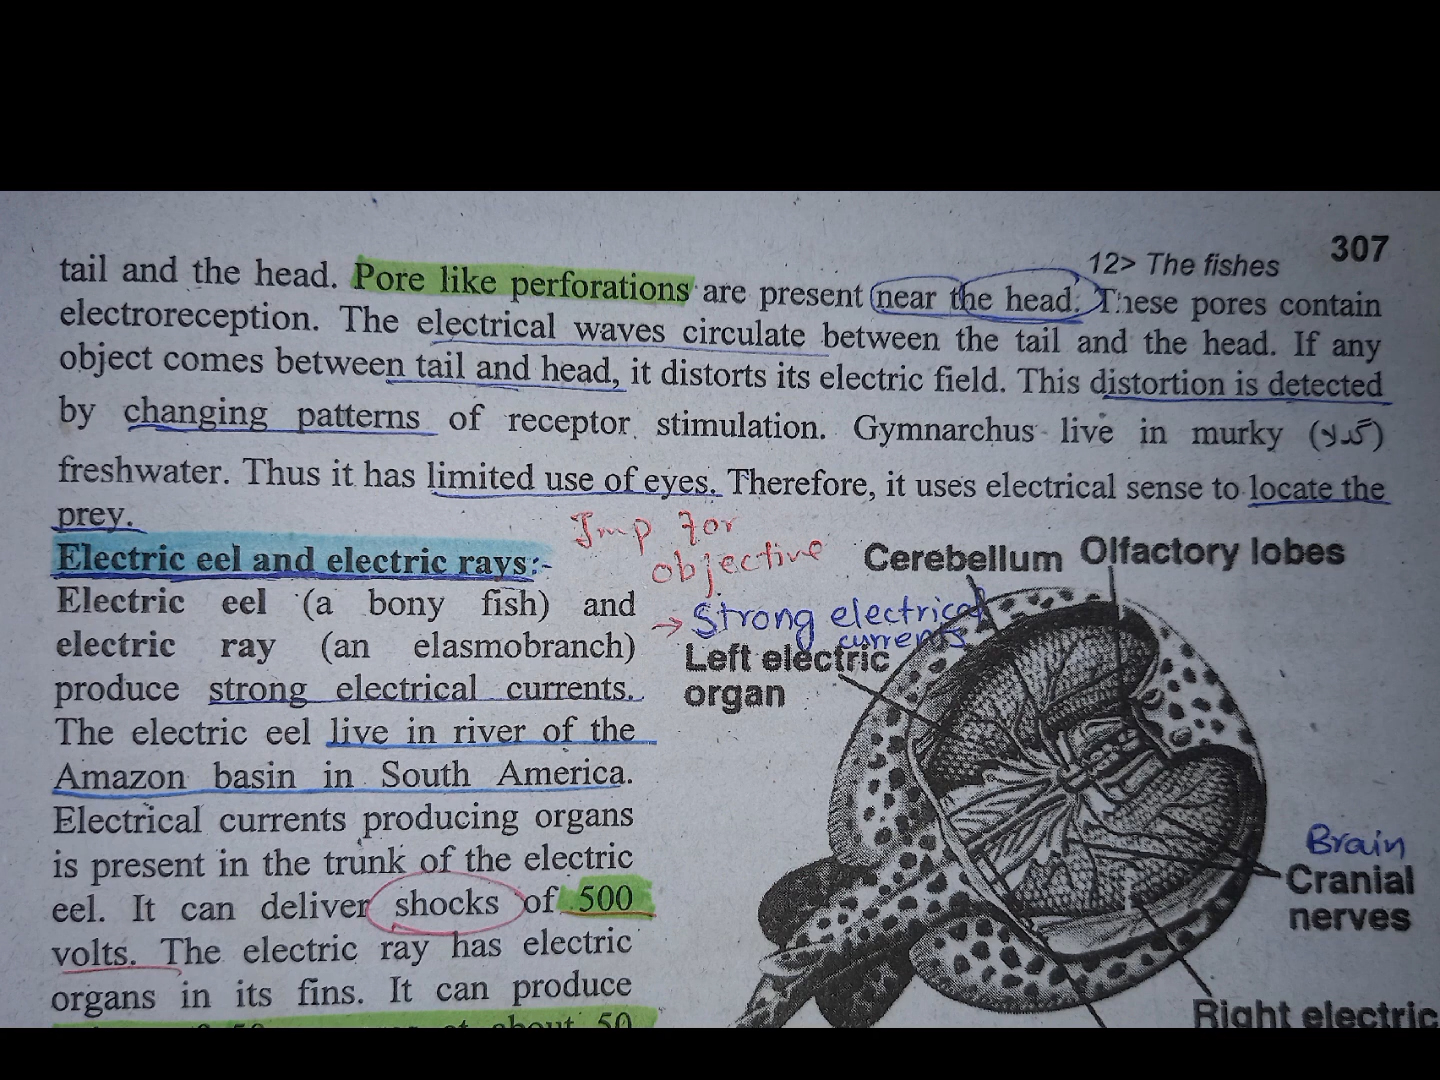 12> The fishes 307
tail and the head. Pore like perforations are present near the head. These pores contain
electroreception. The electrical waves circulate between the tail and the head. If any
object comes between tail and head, it distorts its electric field. This distortion is detected
by changing patterns of receptor stimulation. Gymnarchus live in murky (گدلا)
freshwater. Thus it has limited use of eyes. Therefore, it uses electrical sense to locate the
prey.
Imp for
objective
Electric eel and electric rays:-
Electric eel (a bony fish) and
electric ray (an elasmobranch)
produce strong electrical currents.
The electric eel live in river of the
Amazon basin in South America.
Electrical currents producing organs
is present in the trunk of the electric
eel. It can deliver shocks of 500
volts. The electric ray has electric
organs in its fins. It can produce
about 50
Cerebellum Olfactory lobes
→ Strong electrical
currents
Left electric
organ
Brain
Cranial
nerves
Right electric